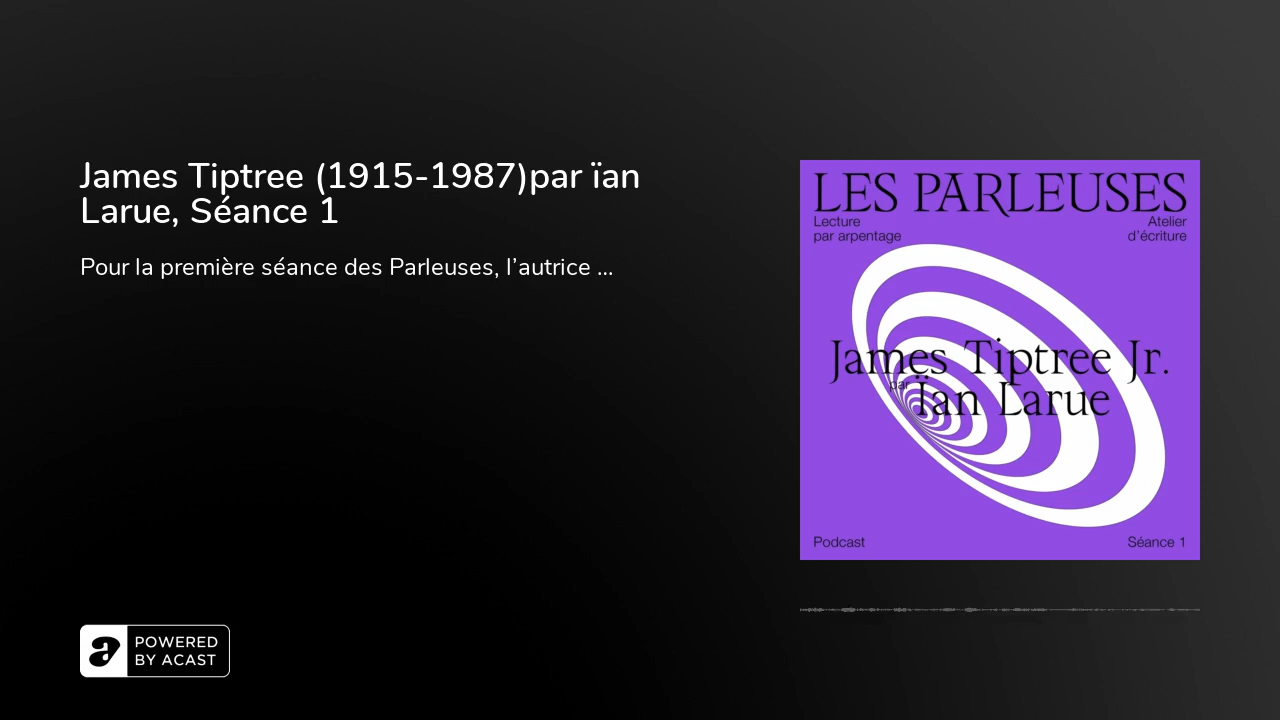 James Tiptree (1915-1987)par ïan
Larue, Séance 1
Pour la première séance des Parleuses, l’autrice ...
LES PARLEUSES
Lecture
par arpentage
Atelier
d’écriture
James Tiptree Jr.
par
Ïan Larue
Podcast
Séance 1
a
POWERED
BY ACAST